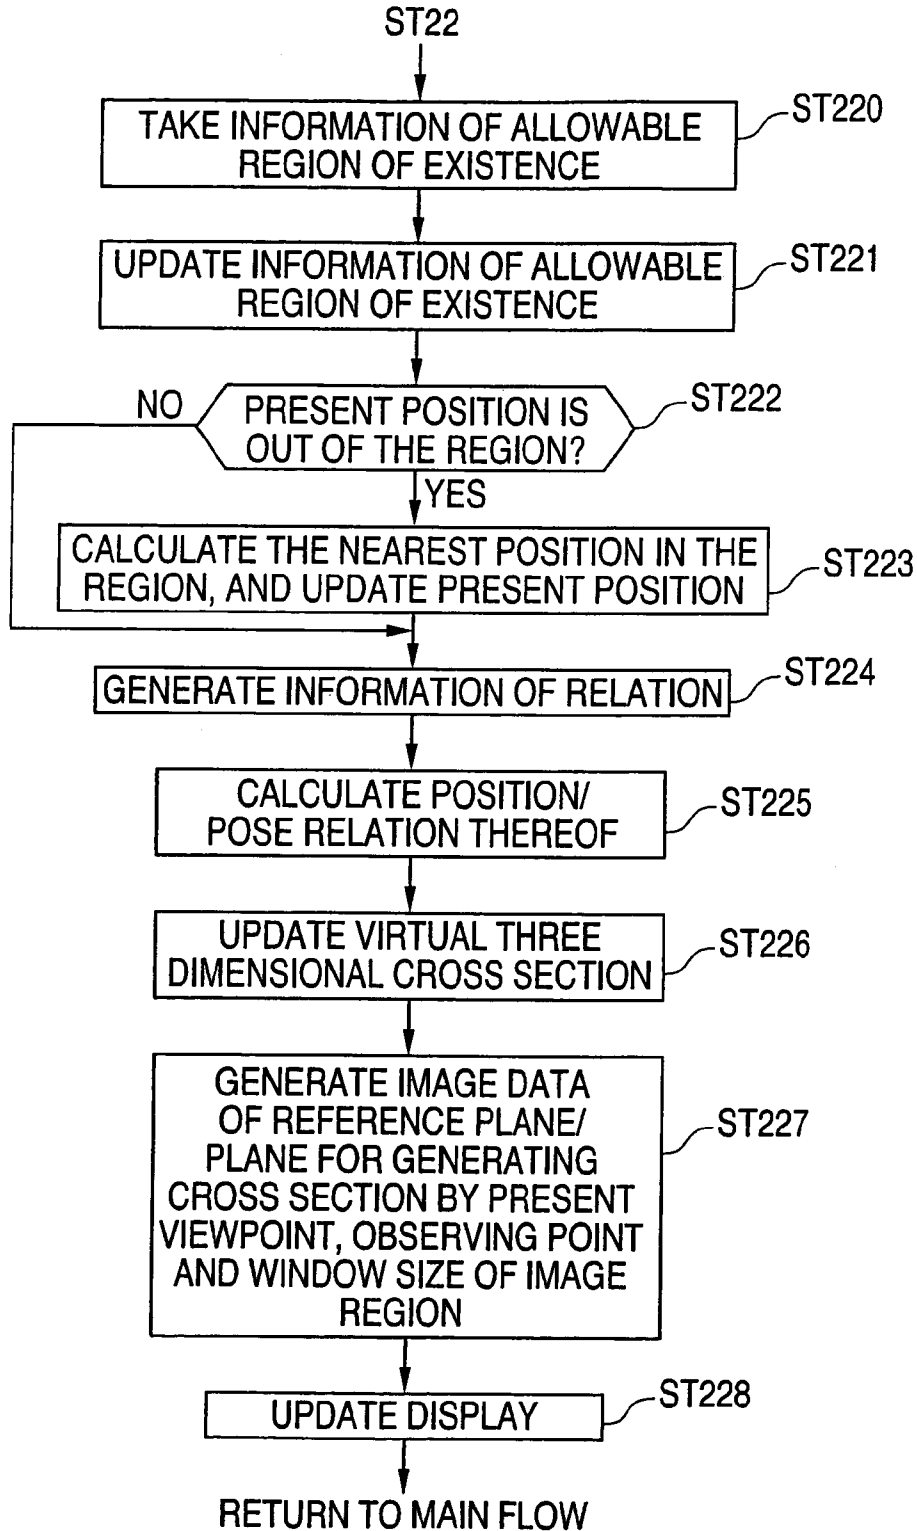 ST22
TAKE INFORMATION OF ALLOWABLE
REGION OF EXISTENCE
ST220
UPDATE INFORMATION OF ALLOWABLE
REGION OF EXISTENCE
ST221
NO
PRESENT POSITION IS
OUT OF THE REGION?
ST222
YES
CALCULATE THE NEAREST POSITION IN THE
REGION, AND UPDATE PRESENT POSITION
ST223
GENERATE INFORMATION OF RELATION
ST224
CALCULATE POSITION/
POSE RELATION THEREOF
ST225
UPDATE VIRTUAL THREE
DIMENSIONAL CROSS SECTION
ST226
GENERATE IMAGE DATA
OF REFERENCE PLANE/
PLANE FOR GENERATING
CROSS SECTION BY PRESENT
VIEWPOINT, OBSERVING POINT
AND WINDOW SIZE OF IMAGE
REGION
ST227
UPDATE DISPLAY
ST228
RETURN TO MAIN FLOW